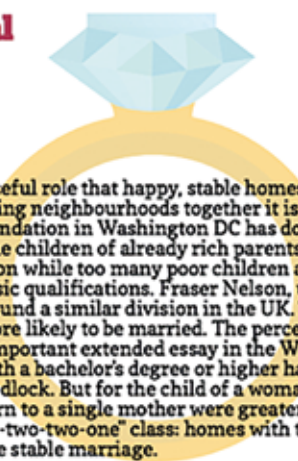 al
eful role that happy, stable homes
ing neighbourhoods together it is
ndation in Washington DC has do
e children of already rich parents
on while too many poor children a
sic qualifications. Fraser Nelson,
und a similar division in the UK.
ore likely to be married. The perce
mportant extended essay in the W
th a bachelor's degree or higher ha
dlock. But for the child of a woma
rn to a single mother were greater
-two-two-one" class: homes with t
e stable marriage.